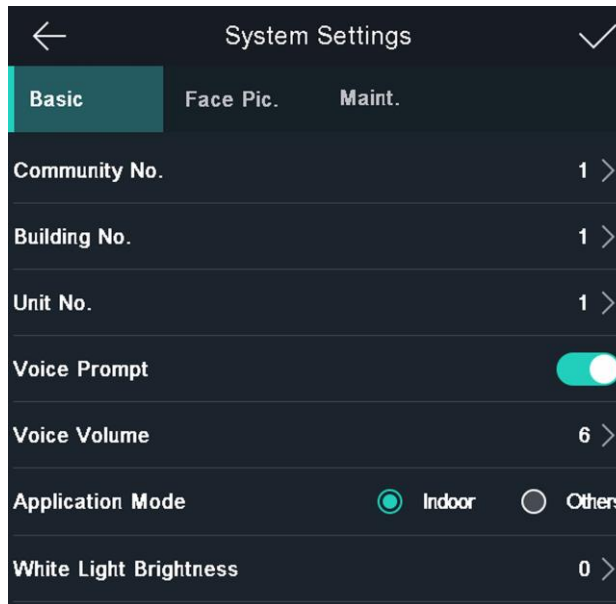 System Settings
Basic Face Pic. Maint.
Community No. 1
Building No. 1
Unit No. 1
Voice Prompt
Voice Volume 6
Application Mode Indoor Others
White Light Brightness 0